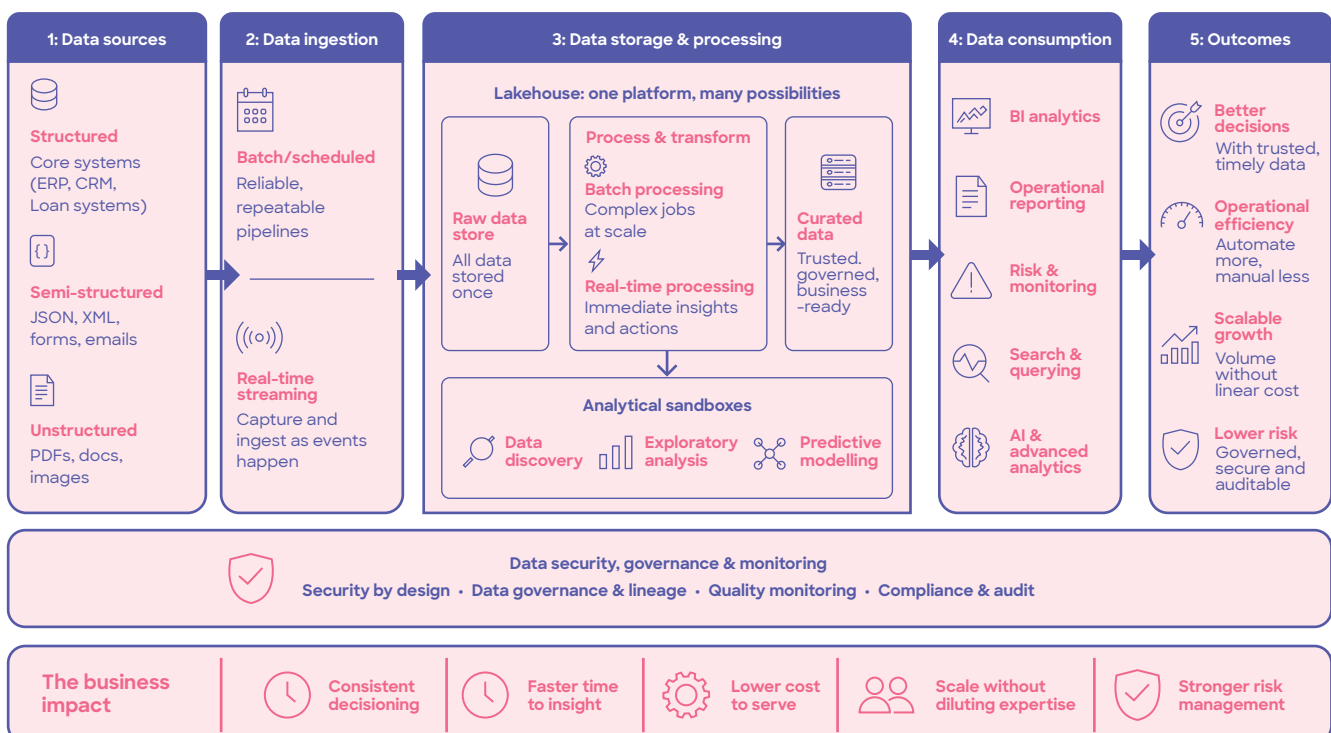 1: Data sources
Structured
Core systems
(ERP, CRM,
Loan systems)
{}
Semi-structured
JSON, XML,
forms, emails
Unstructured
PDFs, docs,
images
2: Data ingestion
Batch/scheduled
Reliable,
repeatable
pipelines
Real-time
streaming
Capture and
ingest as events
happen
3: Data storage & processing
Lakehouse: one platform, many possibilities
Raw data
store
All data
stored
once
Process & transform
Batch processing
Complex jobs
at scale
Real-time processing
Immediate insights
and actions
Curated
data
Trusted.
governed,
business
-ready
Analytical sandboxes
Data
discovery
Exploratory
analysis
Predictive
modelling
4: Data consumption
BI analytics
Operational
reporting
Risk &
monitoring
Search &
querying
AI &
advanced
analytics
5: Outcomes
Better
decisions
With trusted,
timely data
Operational
efficiency
Automate
more,
manual less
Scalable
growth
Volume
without
linear cost
Lower risk
Governed,
secure and
auditable
Data security, governance & monitoring
Security by design · Data governance & lineage · Quality monitoring · Compliance & audit
The business
impact
Consistent
decisioning
Faster time
to insight
Lower cost
to serve
Scale without
diluting expertise
Stronger risk
management